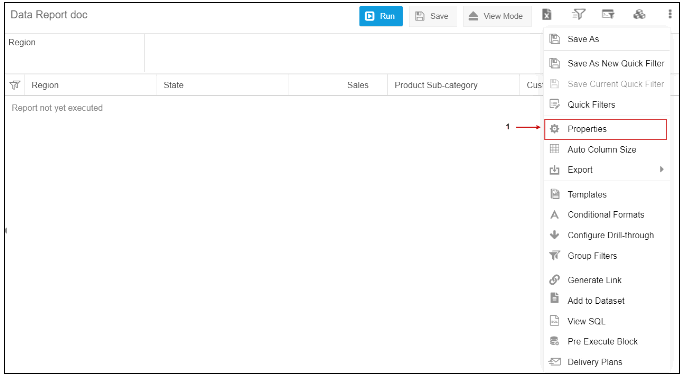 Data Report doc
Run
Save
View Mode
Region
Region
State
Sales
Product Sub-category
Cust
Report not yet executed
Save As
Save As New Quick Filter
Save Current Quick Filter
Quick Filters
1
Properties
Auto Column Size
Export
Templates
Conditional Formats
Configure Drill-through
Group Filters
Generate Link
Add to Dataset
View SQL
Pre Execute Block
Delivery Plans